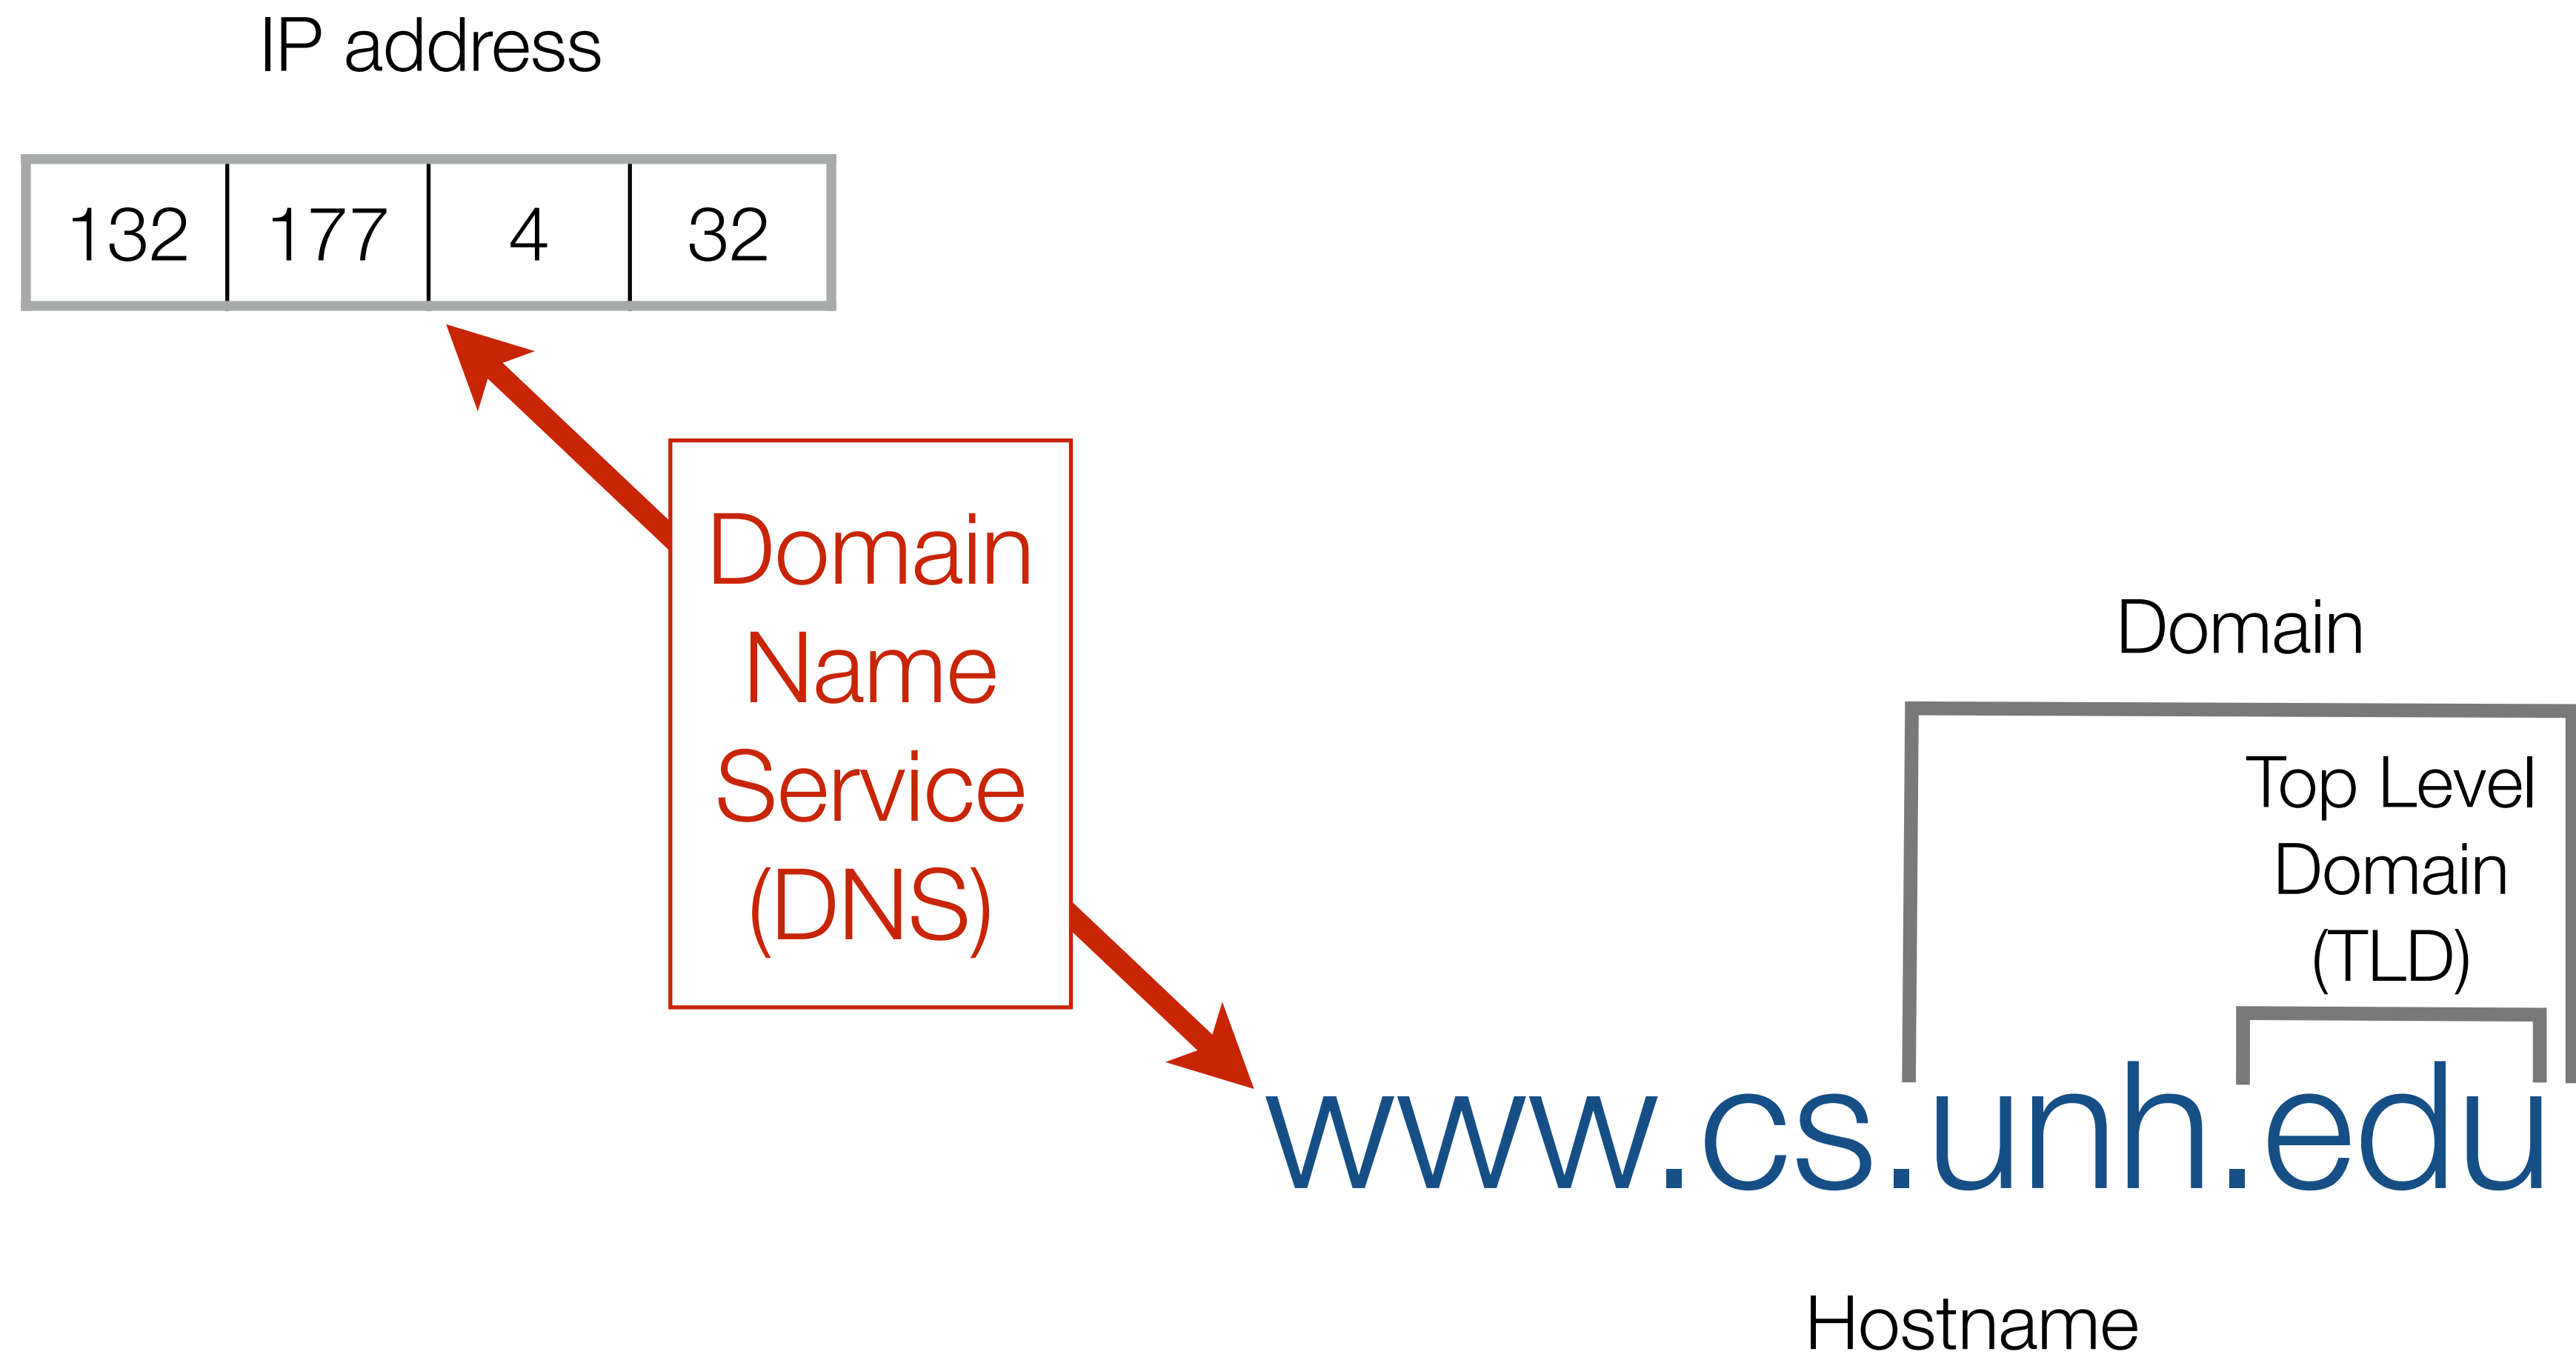 IP address
132 177 4 32
Domain
Name
Service
(DNS)
Domain
Top Level
Domain
(TLD)
www.cs.unh.edu
Hostname